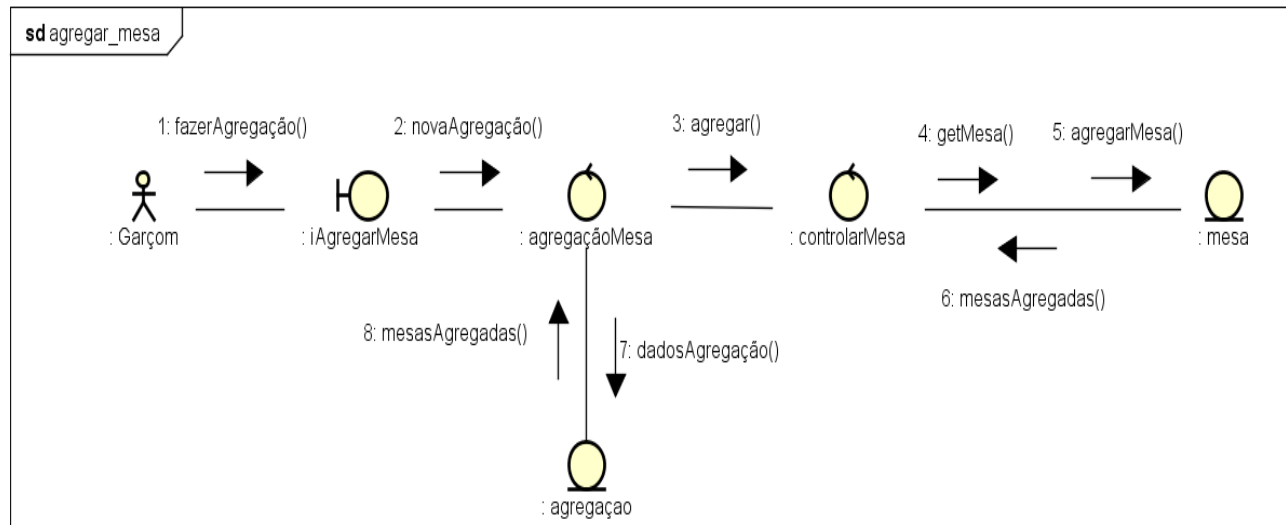 sd agregar_mesa
1: fazerAgregação()
2: novaAgregação()
3: agregar()
4: getMesa()
5: agregarMesa()
: Garçom
: iAgregarMesa
: agregaçãoMesa
: controlarMesa
: mesa
6: mesasAgregadas()
8: mesasAgregadas()
7: dadosAgregação()
: agregaçao